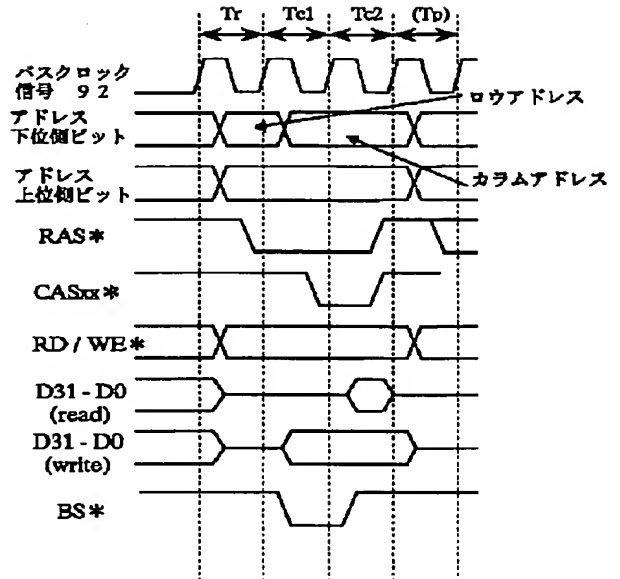 Tr Tc1 Tc2 (Tp)
バスクロック
信号 92
ロウアドレス
アドレス
下位側ビット
カラムアドレス
アドレス
上位側ビット
RAS*
CASxx*
RD / WE*
D31 - D0
(read)
D31 - D0
(write)
BS*